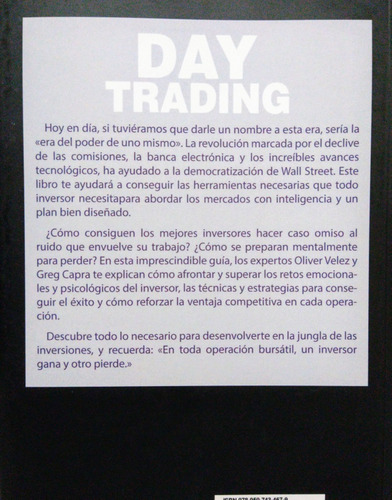 DAY
TRADING
Hoy en día, si tuviéramos que darle un nombre a esta era, sería la
«era del poder de uno mismo». La revolución marcada por el declive
de las comisiones, la banca electrónica y los increíbles avances
tecnológicos, ha ayudado a la democratización de Wall Street. Este
libro te ayudará a conseguir las herramientas necesarias que todo
inversor necesitapara abordar los mercados con inteligencia y un
plan bien diseñado.
¿Cómo consiguen los mejores inversores hacer caso omiso al
ruido que envuelve su trabajo? ¿Cómo se preparan mentalmente
para perder? En esta imprescindible guía, los expertos Oliver Velez y
Greg Capra te explican cómo afrontar y superar los retos emociona-
les y psicológicos del inversor, las técnicas y estrategias para conse-
guir el éxito y cómo reforzar la ventaja competitiva en cada opera-
ción.
Descubre todo lo necesario para desenvolverte en la jungla de las
inversiones, y recuerda: «En toda operación bursátil, un inversor
gana y otro pierde.»